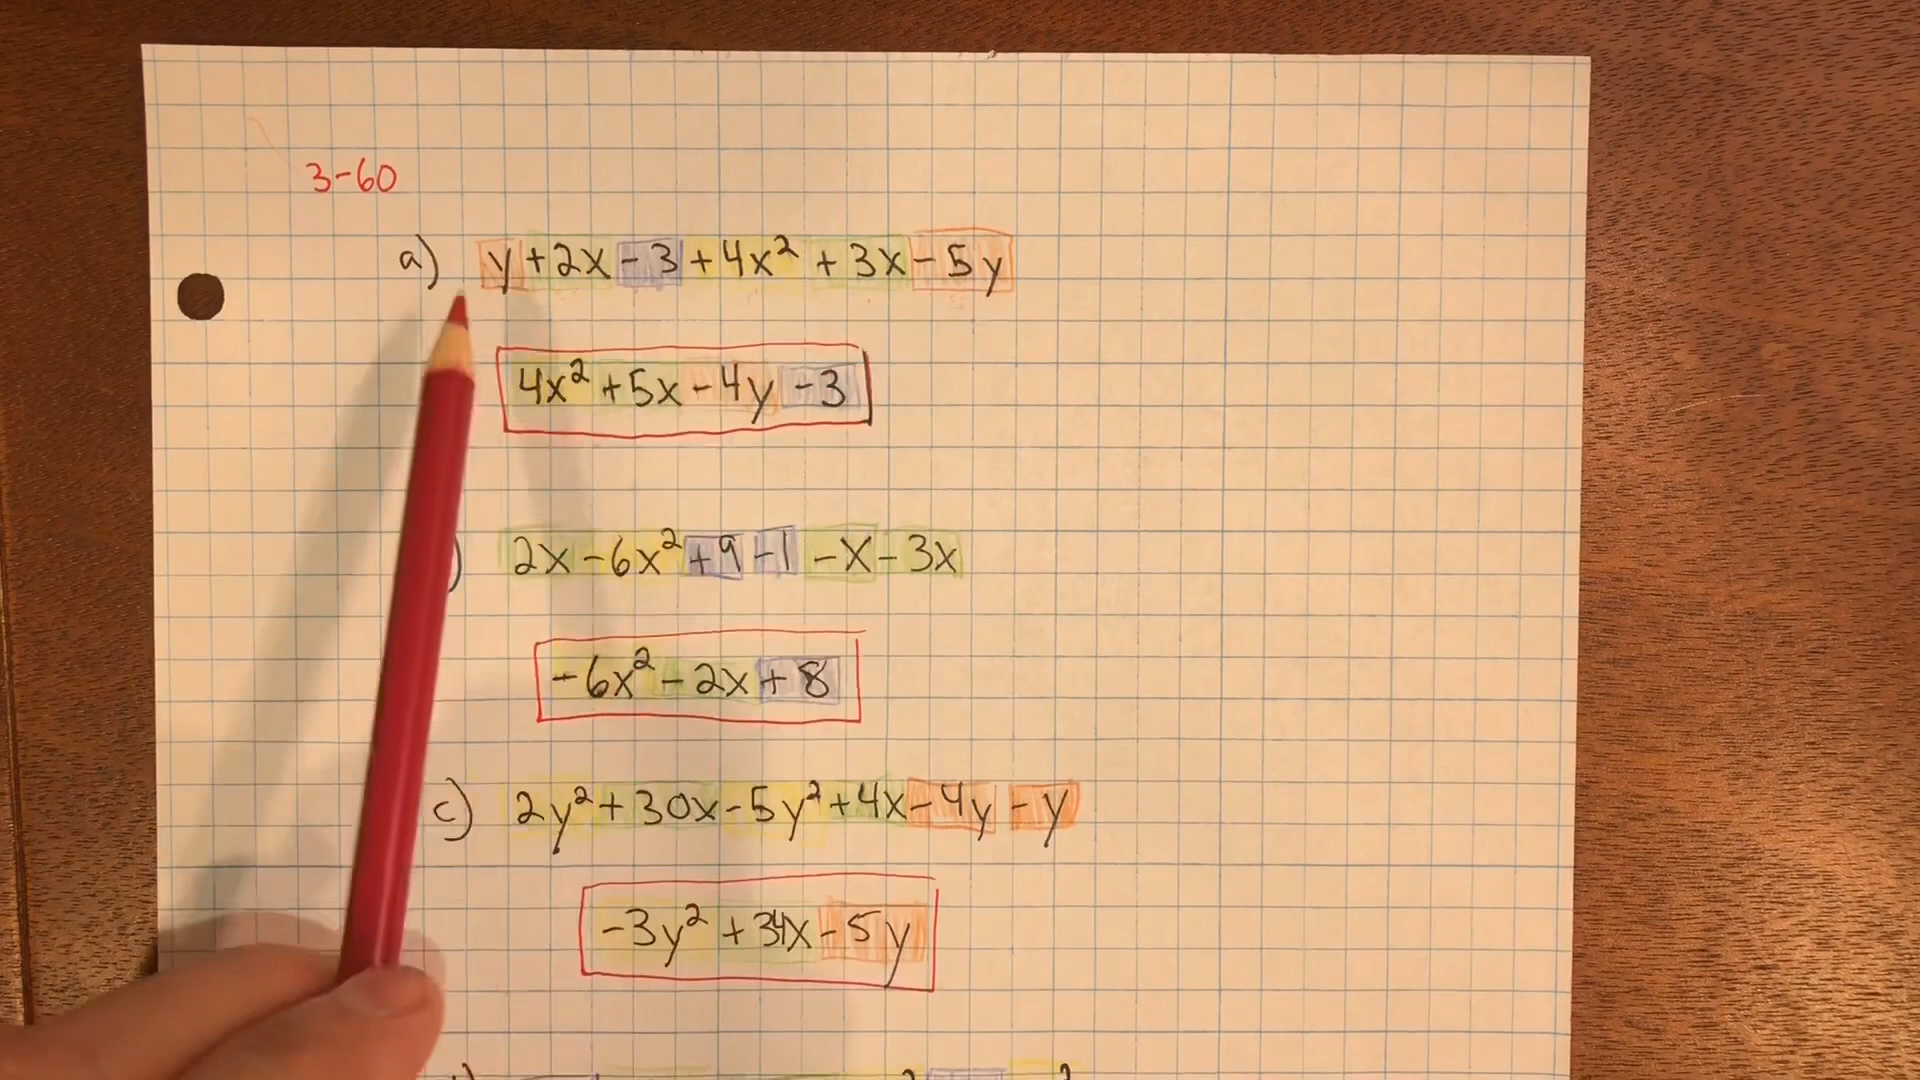 3-60
a) y+2x-3+4x²+3x-5y
4x²+5x-4y-3
) 2x-6x²+9-1-x-3x
-6x²-2x+8
c) 2y²+30x-5y²+4x-4y-y
-3y²+34x-5y